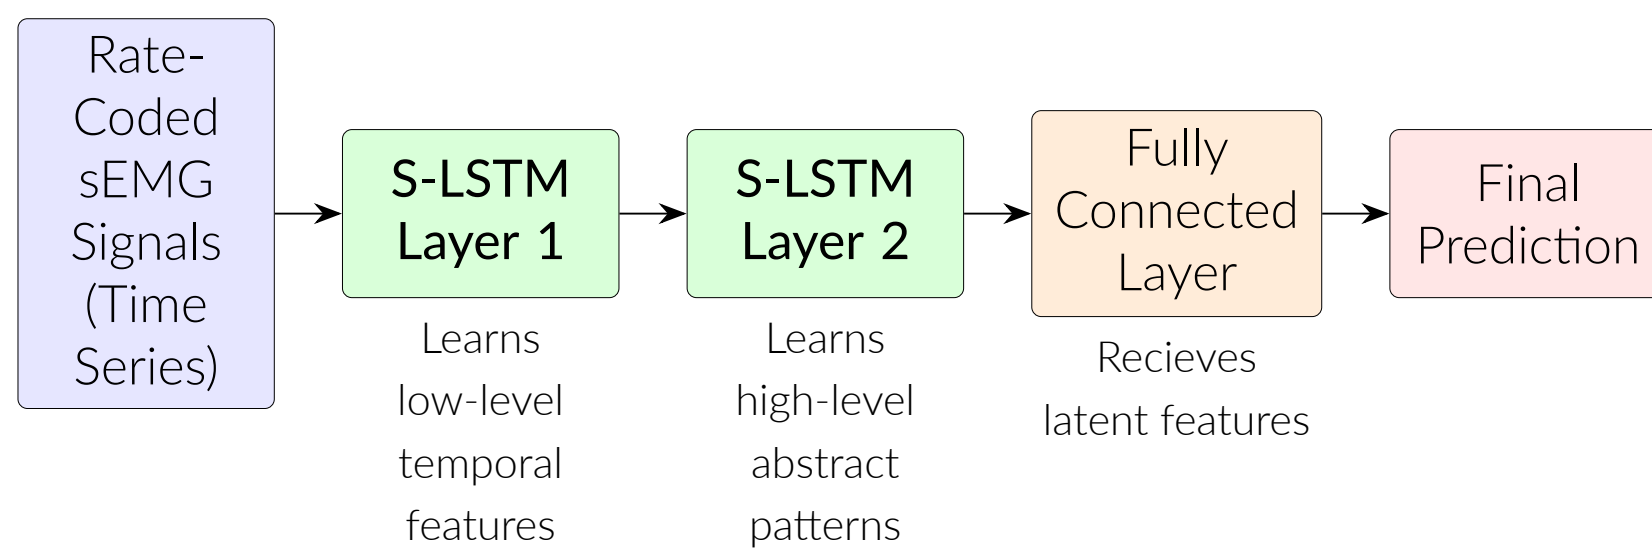 Rate-
Coded
sEMG
Signals
(Time
Series)
S-LSTM
Layer 1
Learns
low-level
temporal
features
S-LSTM
Layer 2
Learns
high-level
abstract
patterns
Fully
Connected
Layer
Recieves
latent features
Final
Prediction